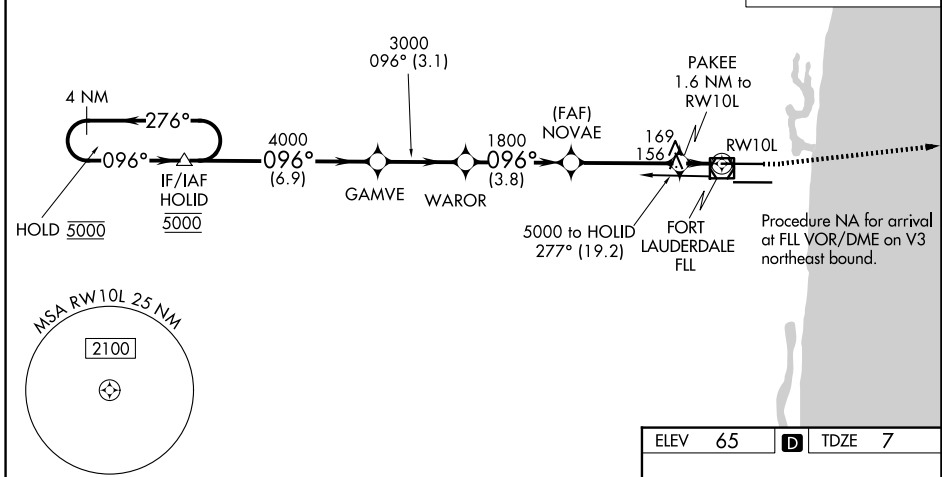 3000
096° (3.1)
4 NM
276°
096°
IF/IAF
HOLID
5000
HOLD 5000
4000
096°
(6.9)
GAMVE
WAROR
1800
096°
(3.8)
(FAF)
NOVAE
PAKEE
1.6 NM to
RW10L
169
156
RW10L
5000 to HOLID
277° (19.2)
FORT
LAUDERDALE
FLL
Procedure NA for arrival
at FLL VOR/DME on V3
northeast bound.
MSA RW10L 25 NM
2100
ELEV 65 D TDZE 7